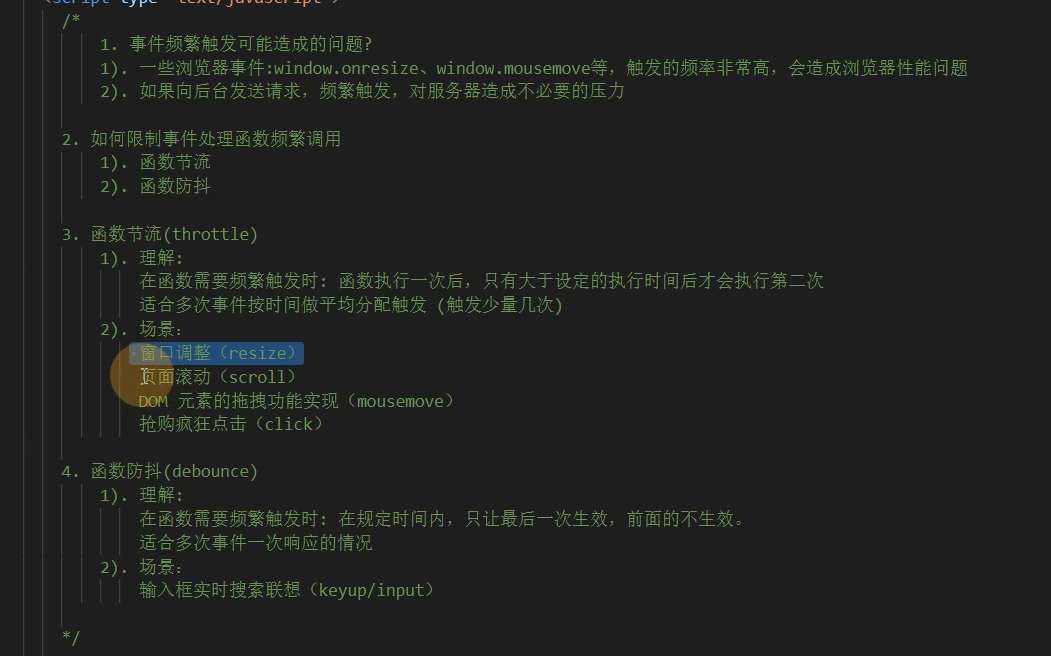 <script type="text/javascript">
/*
1. 事件频繁触发可能造成的问题?
1). 一些浏览器事件:window.onresize、window.mousemove等，触发的频率非常高，会造成浏览器性能问题
2). 如果向后台发送请求，频繁触发，对服务器造成不必要的压力
2. 如何限制事件处理函数频繁调用
1). 函数节流
2). 函数防抖
3. 函数节流(throttle)
1). 理解:
在函数需要频繁触发时: 函数执行一次后，只有大于设定的执行时间后才会执行第二次
适合多次事件按时间做平均分配触发 (触发少量几次)
2). 场景：
窗口调整（resize）
页面滚动（scroll）
DOM 元素的拖拽功能实现（mousemove）
抢购疯狂点击（click）
4. 函数防抖(debounce)
1). 理解:
在函数需要频繁触发时: 在规定时间内，只让最后一次生效，前面的不生效。
适合多次事件一次响应的情况
2). 场景：
输入框实时搜索联想（keyup/input）
*/